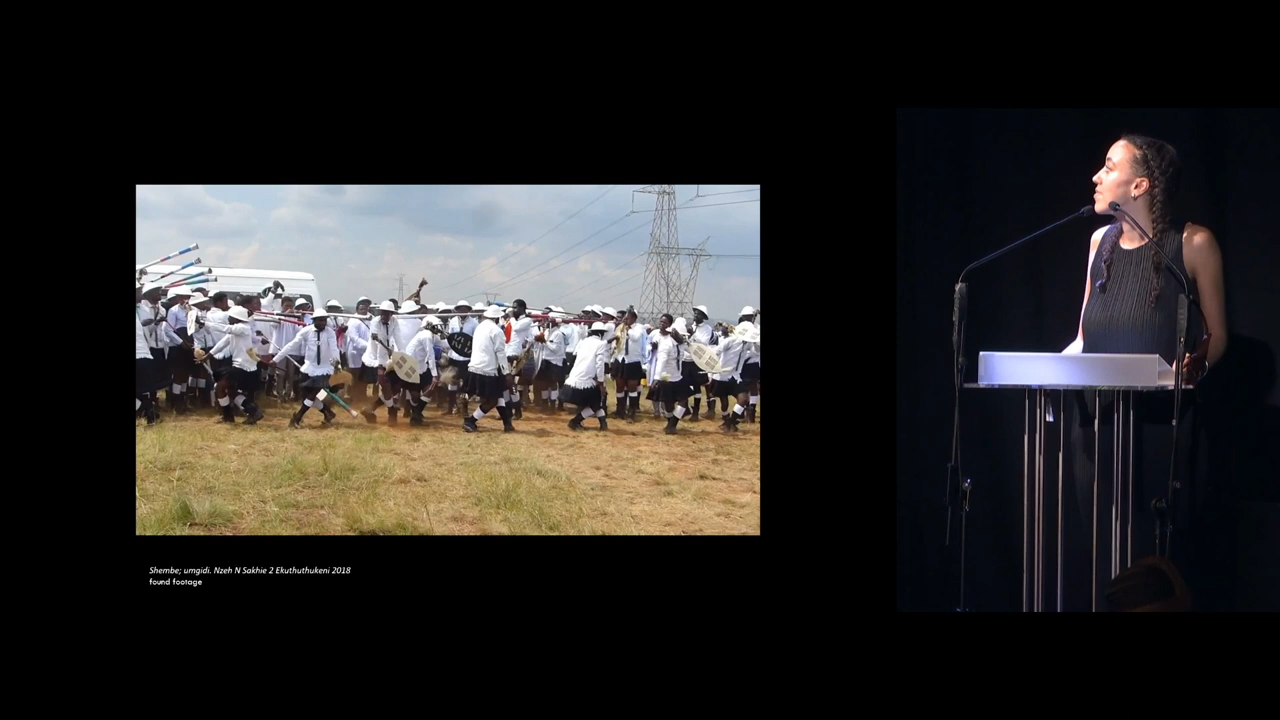 Shembe; umgidi. Nzeh N Sakhie 2 Ekuthuthukeni 2018
found footage